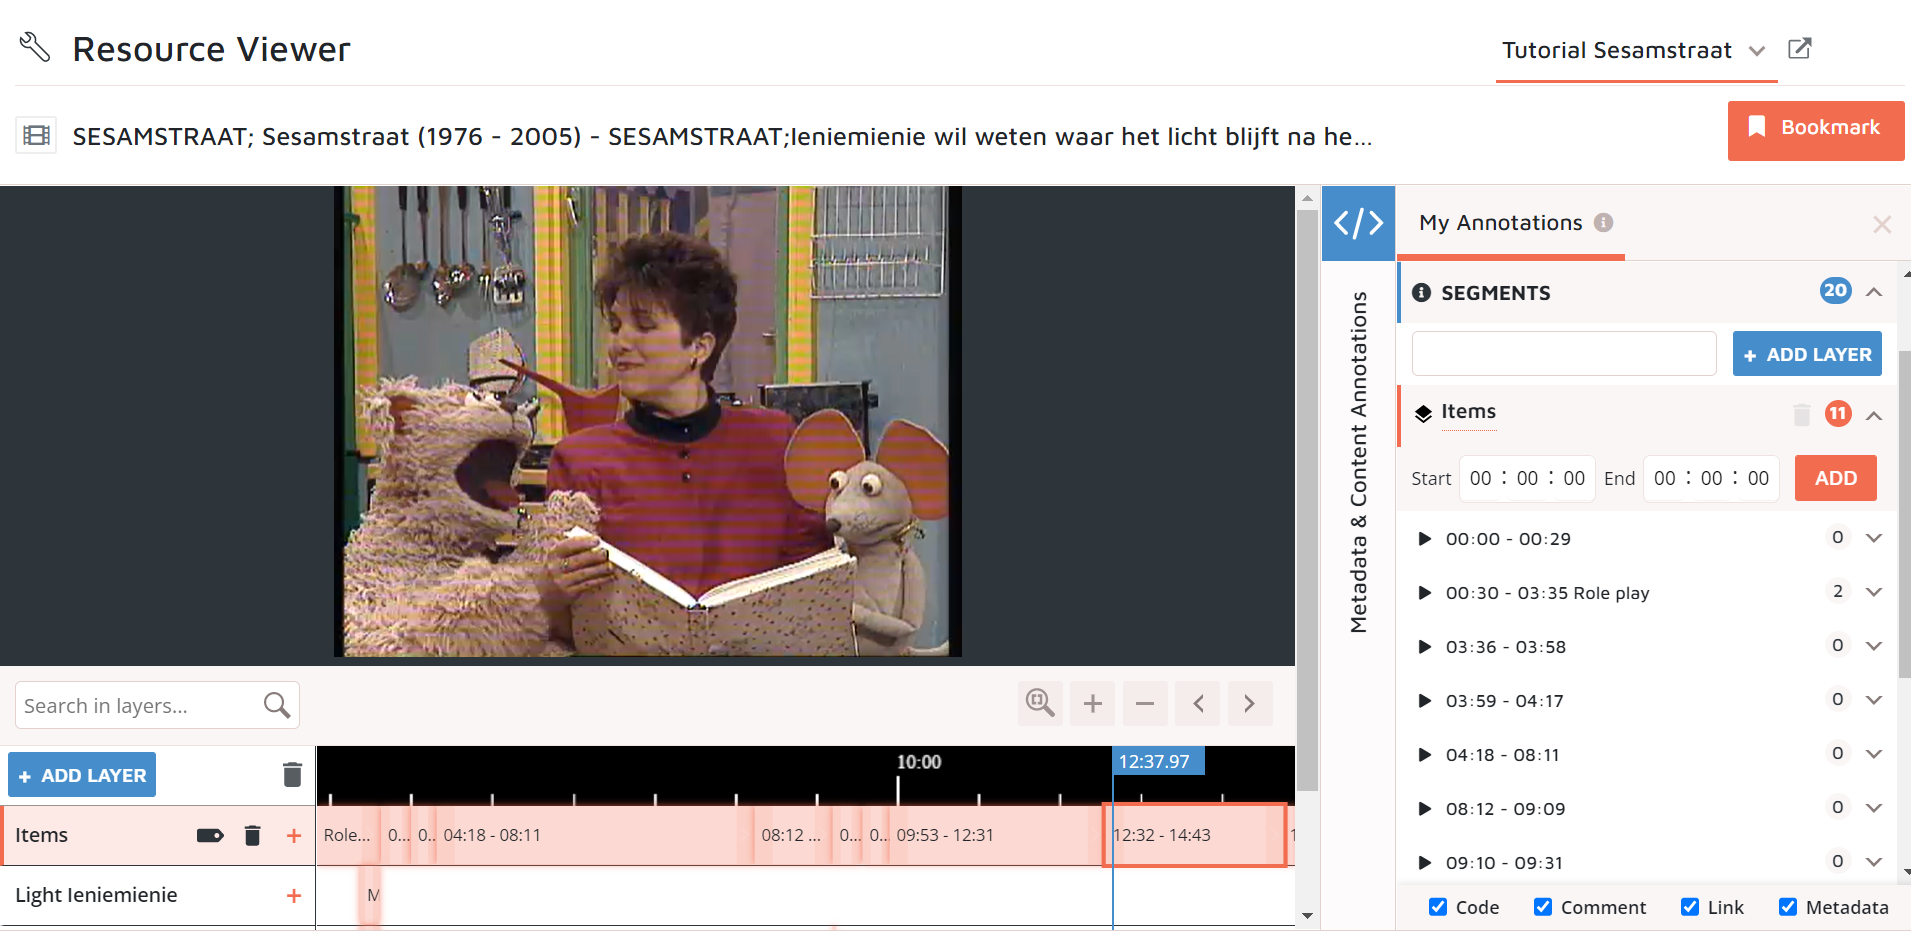 Resource Viewer
Tutorial Sesamstraat
SESAMSTRAAT; Sesamstraat (1976 - 2005) - SESAMSTRAAT;Ieniemienie wil weten waar het licht blijft na he...
Bookmark
Metadata & Content Annotations
My Annotations
SEGMENTS 20
+ ADD LAYER
Items 11
Start 00 : 00 : 00 End 00 : 00 : 00 ADD
00:00 - 00:29 0
00:30 - 03:35 Role play 2
03:36 - 03:58 0
03:59 - 04:17 0
04:18 - 08:11 0
08:12 - 09:09 0
09:10 - 09:31 0
Code Comment Link Metadata
Search in layers...
+ ADD LAYER
10:00 12:37.97
Items + Role... 0... 0.. 04:18 - 08:11 08:12 ... 0... 0.. 09:53 - 12:31 12:32 - 14:43
Light Ieniemienie + M